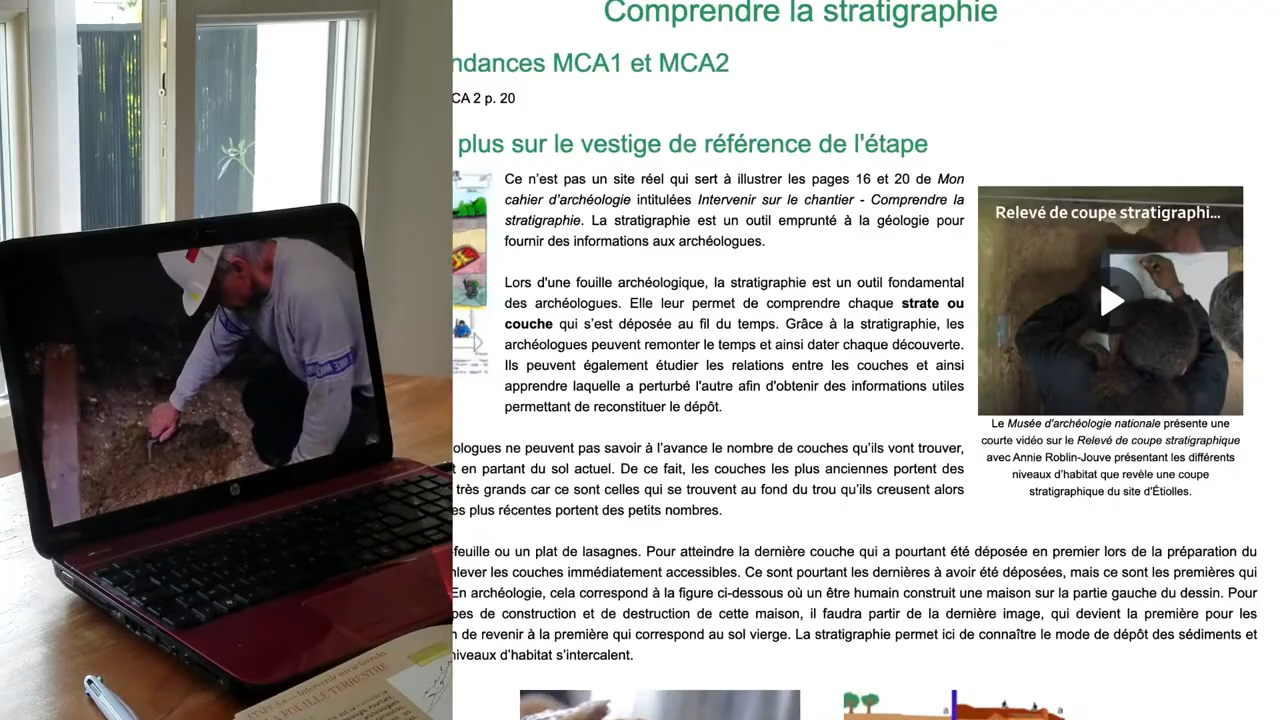 Comprendre la stratigraphie
ndances MCA1 et MCA2
CA 2 p. 20
plus sur le vestige de référence de l'étape
Ce n’est pas un site réel qui sert à illustrer les pages 16 et 20 de Mon
cahier d’archéologie intitulées Intervenir sur le chantier - Comprendre la
stratigraphie. La stratigraphie est un outil emprunté à la géologie pour
fournir des informations aux archéologues.
Lors d'une fouille archéologique, la stratigraphie est un outil fondamental
des archéologues. Elle leur permet de comprendre chaque strate ou
couche qui s’est déposée au fil du temps. Grâce à la stratigraphie, les
archéologues peuvent remonter le temps et ainsi dater chaque découverte.
Ils peuvent également étudier les relations entre les couches et ainsi
apprendre laquelle a perturbé l'autre afin d'obtenir des informations utiles
permettant de reconstituer le dépôt.
Relevé de coupe stratigraphi...
Le Musée d'archéologie nationale présente une
courte vidéo sur le Relevé de coupe stratigraphique
avec Annie Roblin-Jouve présentant les différents
niveaux d’habitat que revèle une coupe
stratigraphique du site d’Étiolles.
ologues ne peuvent pas savoir à l’avance le nombre de couches qu’ils vont trouver,
t en partant du sol actuel. De ce fait, les couches les plus anciennes portent des
très grands car ce sont celles qui se trouvent au fond du trou qu’ils creusent alors
es plus récentes portent des petits nombres.
-feuille ou un plat de lasagnes. Pour atteindre la dernière couche qui a pourtant été déposée en premier lors de la préparation du
nlever les couches immédiatement accessibles. Ce sont pourtant les dernières à avoir été déposées, mais ce sont les premières qui
En archéologie, cela correspond à la figure ci-dessous où un être humain construit une maison sur la partie gauche du dessin. Pour
pes de construction et de destruction de cette maison, il faudra partir de la dernière image, qui devient la première pour les
n de revenir à la première qui correspond au sol vierge. La stratigraphie permet ici de connaître le mode de dépôt des sédiments et
niveaux d’habitat s’intercalent.
a a
hp
Intervenir sur le terrain
FOUILLE TERRESTRE